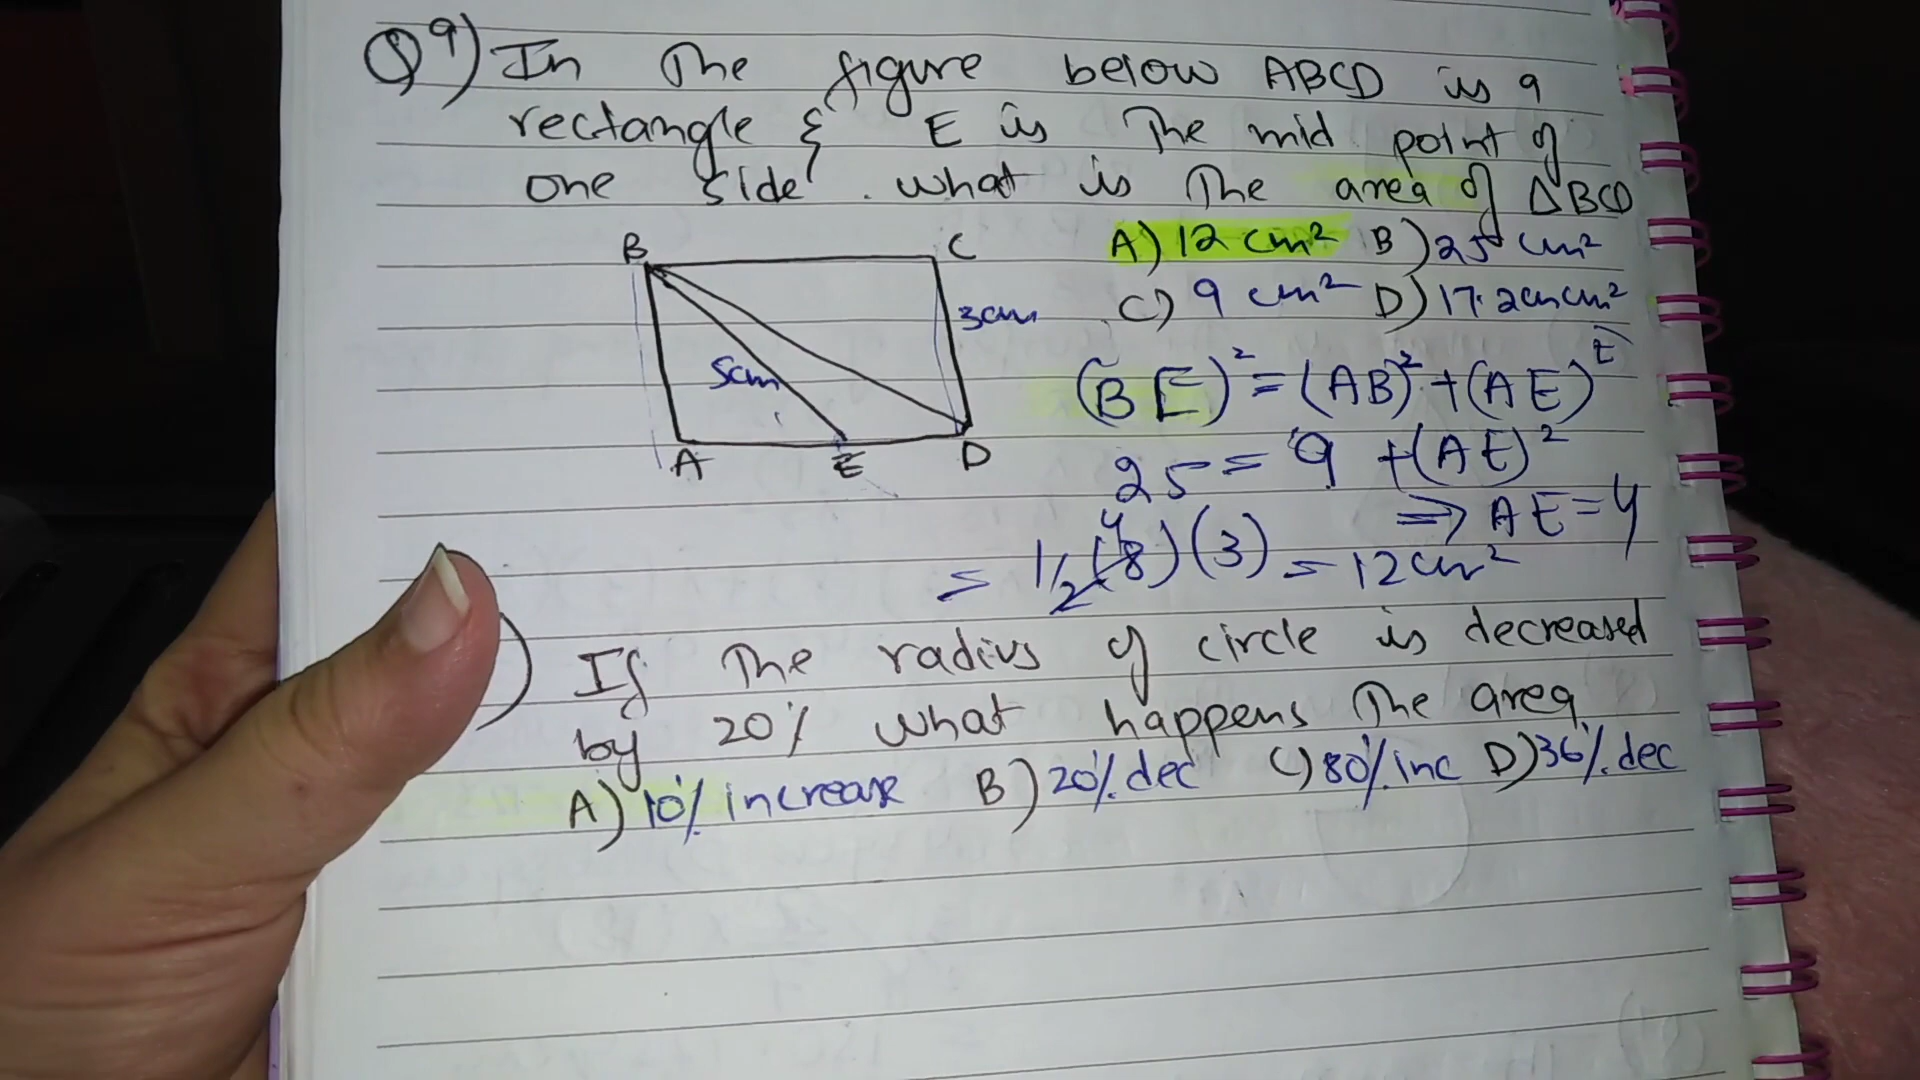 Q9) In The figure below ABCD is a
rectangle & E is The mid point of
one side. what is The area of ΔBCD
A) 12 cm² B) 25 cm²
C) 9 cm² D) 17.2cm cm²
B C
3cm
5cm
A E D
(BE)² = (AB)² + (AE)²
25 = 9 + (AE)²
⇒ AE = 4
= 1/2 (8) (3) = 12 cm²
4
) If The radius of circle is decreased
by 20% what happens The area
A) 10% increase B) 20% dec C) 80% inc D) 36% dec